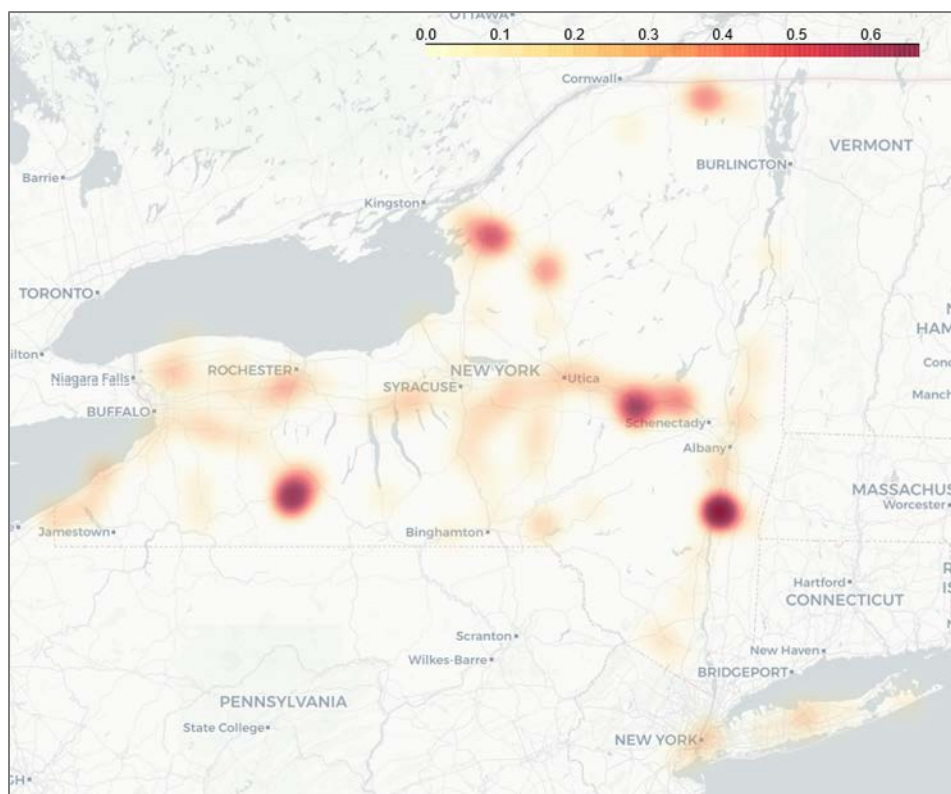 OTTAWA
0.0 0.1 0.2 0.3 0.4 0.5 0.6
Cornwall
VERMONT
BURLINGTON
Barrie
Kingston
TORONTO
HAM
ilton
NEW YORK
ROCHESTER
Niagara Falls
SYRACUSE
Utica
Conc
Manch
BUFFALO
Schenectady
Albany
MASSACHUS
Worcester
Jamestown
Binghamton
Hartford
CONNECTICUT
Scranton
New Haven
Wilkes-Barre
BRIDGEPORT
PENNSYLVANIA
State College
NEW YORK
GH